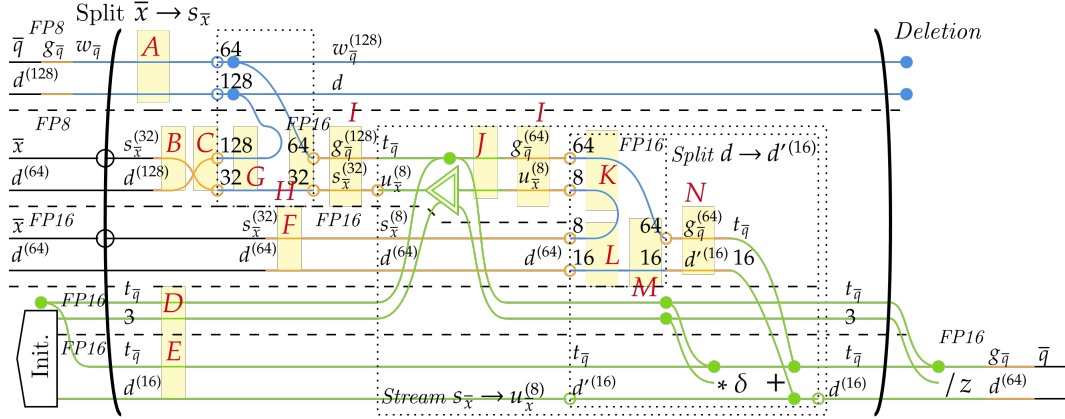 Split x̅ → s_x̅
Deletion
FP8
q̅ g_q̅ w_q̅ A 64 w_q̅^(128)
d^(128) 128 d
FP8 I I
x̅ s_x̅^(32) B C 128 FP16 64 g_q̅^(128) t_q̅ J g_q̅^(64) 64 FP16 Split d → d′^(16)
d^(64) d^(128) 32 G H 32 s_x̅^(32) u_x̅^(8) u_x̅^(8) 8 K N
x̅ FP16 s_x̅^(32) F FP16 s_x̅^(8) 8 64 g_q̅^(64) t_q̅
d^(64) d^(64) d^(64) d^(64) 16 L 16 d′^(16) 16
M
FP16 t_q̅ D t_q̅
3 3
Init. FP16 t_q̅ E t_q̅ t_q̅ FP16 g_q̅ q̅
d^(16) Stream s_x̅ → u_x̅^(8) d′^(16) * δ + d^(16) / z d^(64)